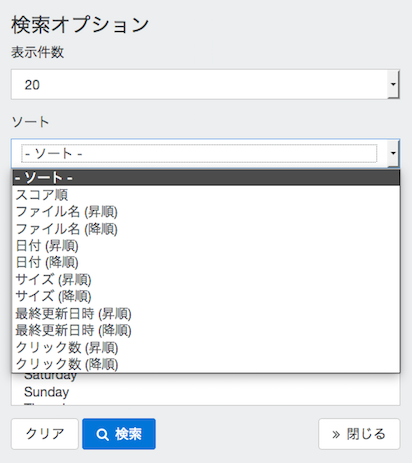 検索オプション
表示件数
20
ソート
- ソート -
- ソート -
スコア順
ファイル名 (昇順)
ファイル名 (降順)
日付 (昇順)
日付 (降順)
サイズ (昇順)
サイズ (降順)
最終更新日時 (昇順)
最終更新日時 (降順)
クリック数 (昇順)
クリック数 (降順)
Saturday
Sunday
クリア
検索
» 閉じる